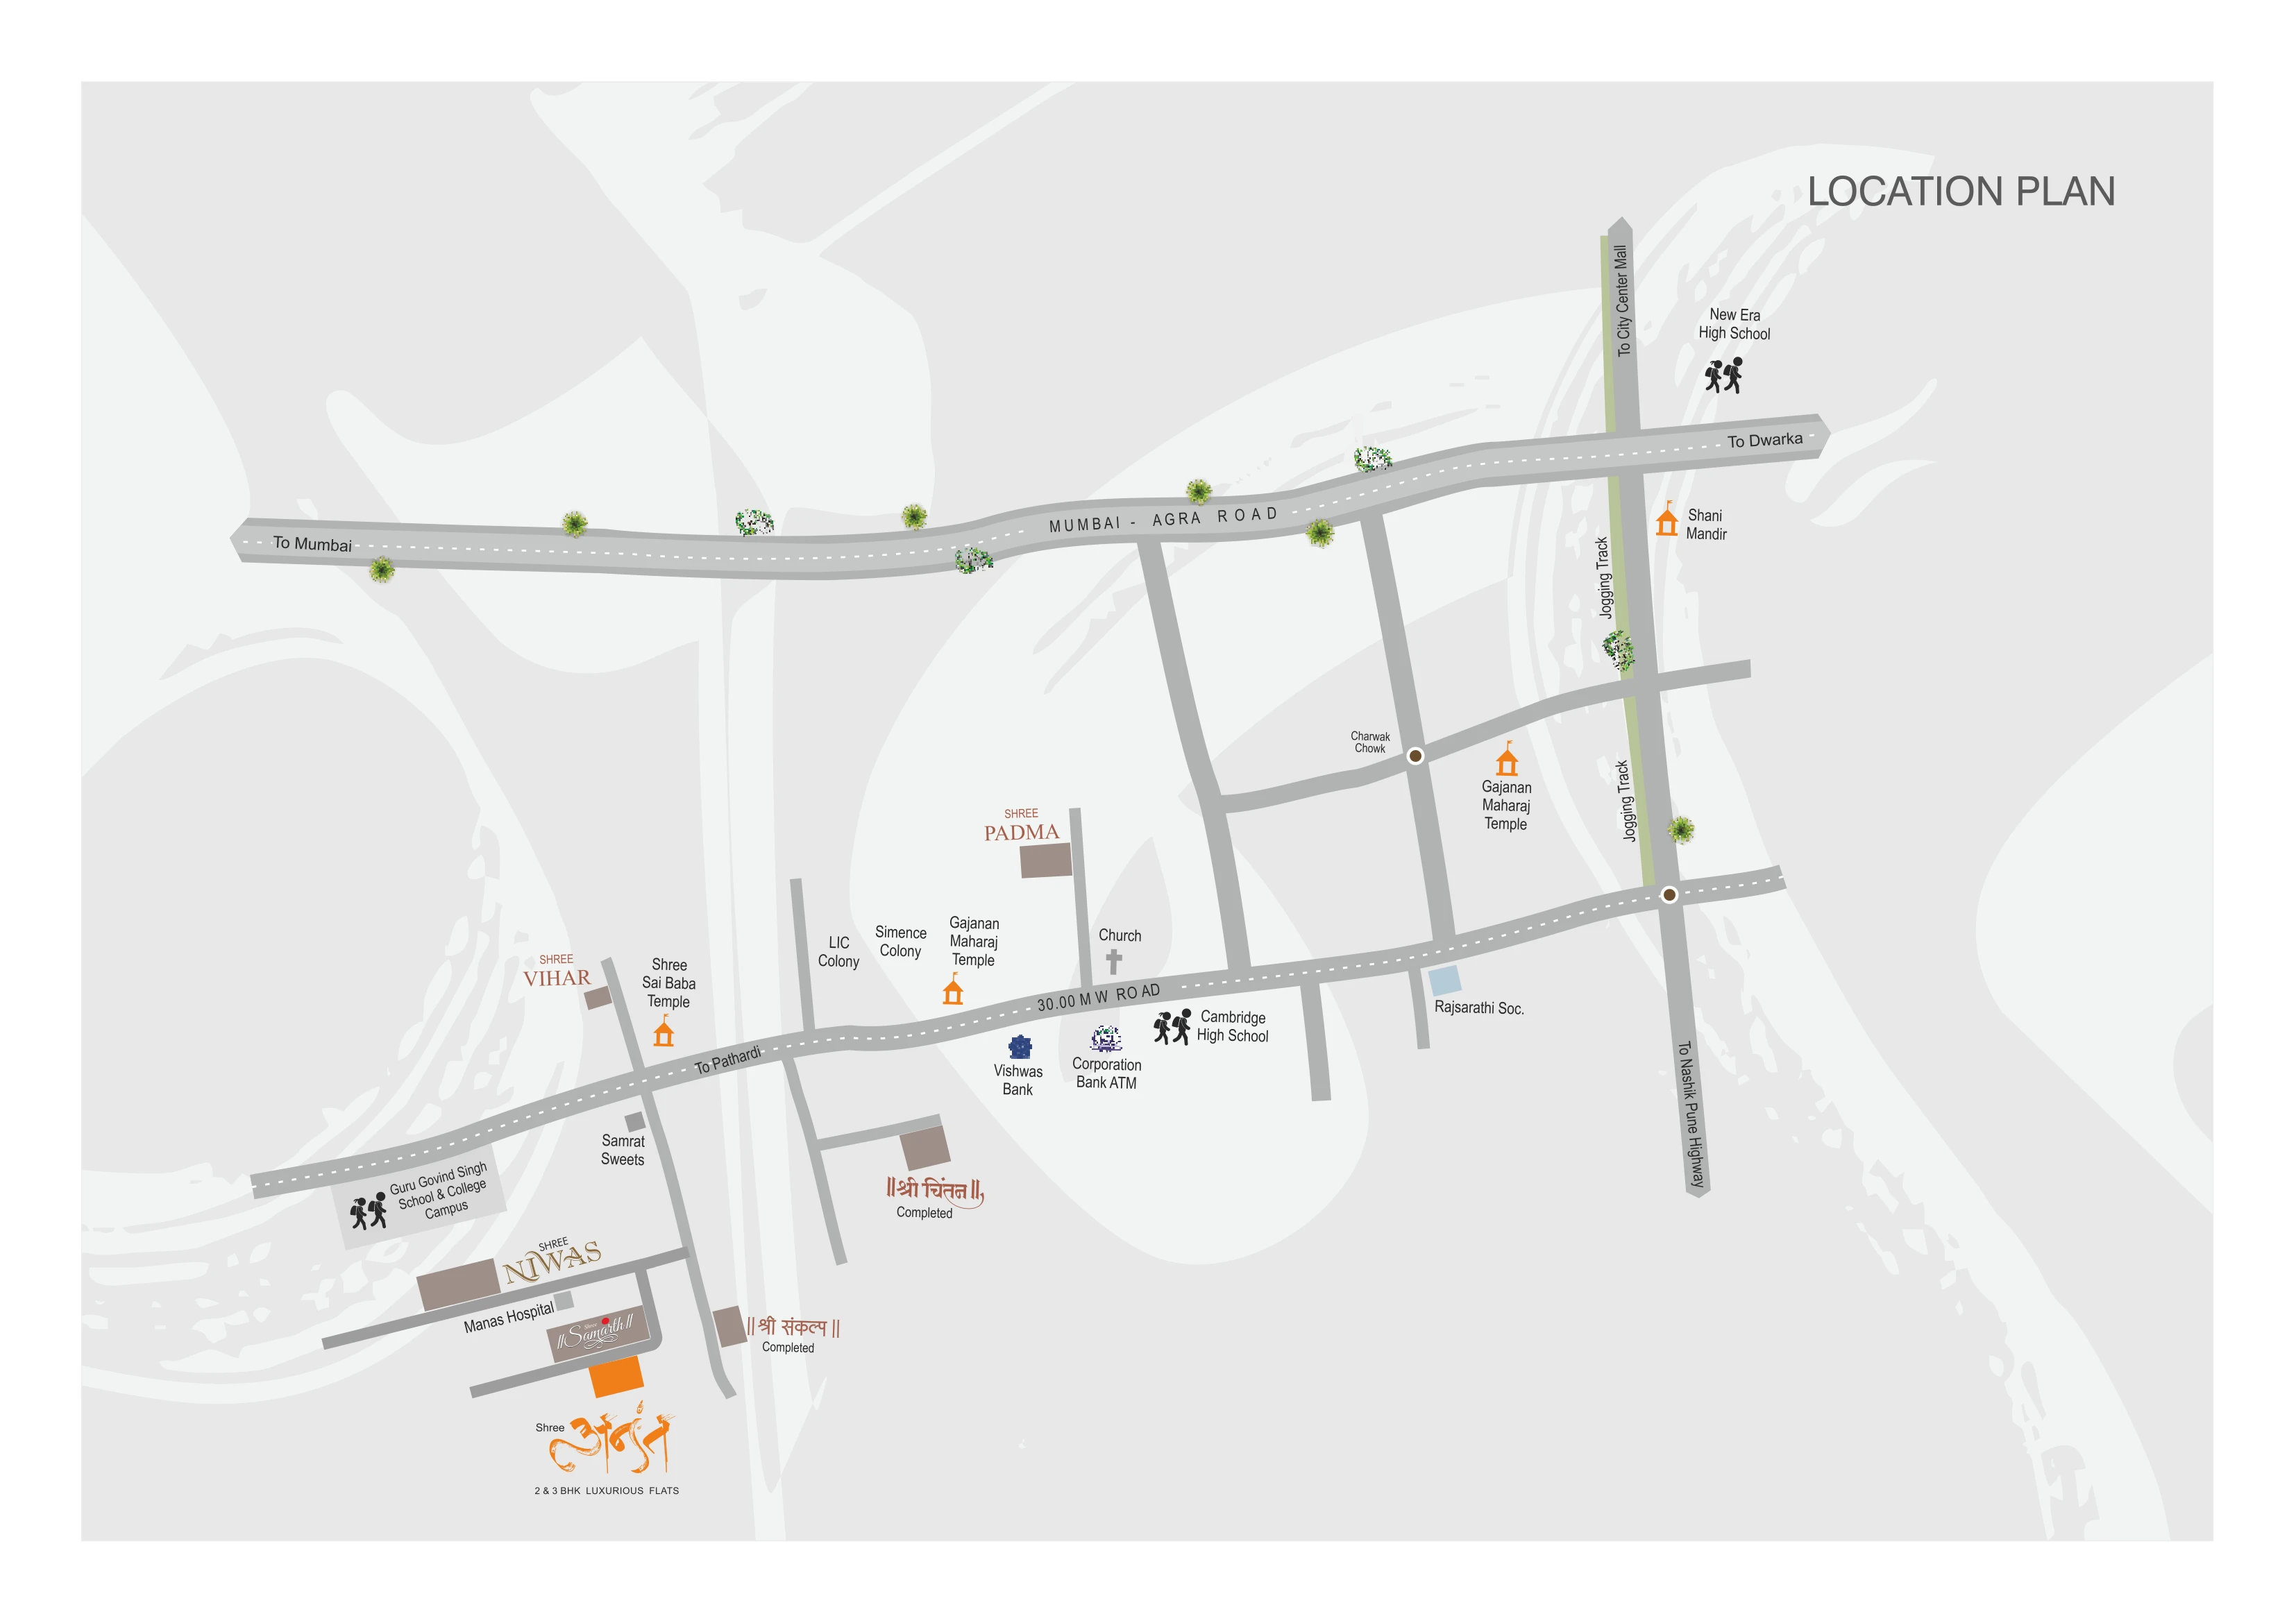 LOCATION PLAN
To City Center Mall
New Era
High School
To Dwarka
MUMBAI - AGRA ROAD
To Mumbai
Shani
Mandir
Jogging Track
Charwak
Chowk
Gajanan
Maharaj
Temple
Jogging Track
SHREE
PADMA
LIC
Colony
Simence
Colony
Gajanan
Maharaj
Temple
Church
SHREE
VIHAR
Shree
Sai Baba
Temple
30.00 M W ROAD
Rajsarathi Soc.
Cambridge
High School
To Pathardi
Vishwas
Bank
Corporation
Bank ATM
To Nashik Pune Highway
Samrat
Sweets
Guru Govind Singh
School & College
Campus
||श्री चिंतन||
Completed
SHREE
NIWAS
Manas Hospital
Shree
||Samarth||
||श्री संकल्प||
Completed
Shree
अनंत
2 & 3 BHK LUXURIOUS FLATS